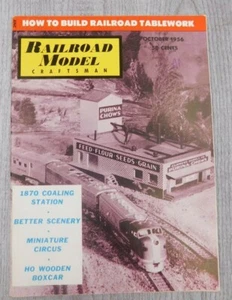 HOW TO BUILD RAILROAD TABLEWORK
RAILROAD
MODEL
CRAFTSMAN
OCTOBER 1956
CENTS
PURINA
CHOWS
FEED-FLOUR SEEDS GRAIN
1870 COALING
STATION
BETTER SCENERY
MINIATURE
CIRCUS
HO WOODEN
BOXCAR